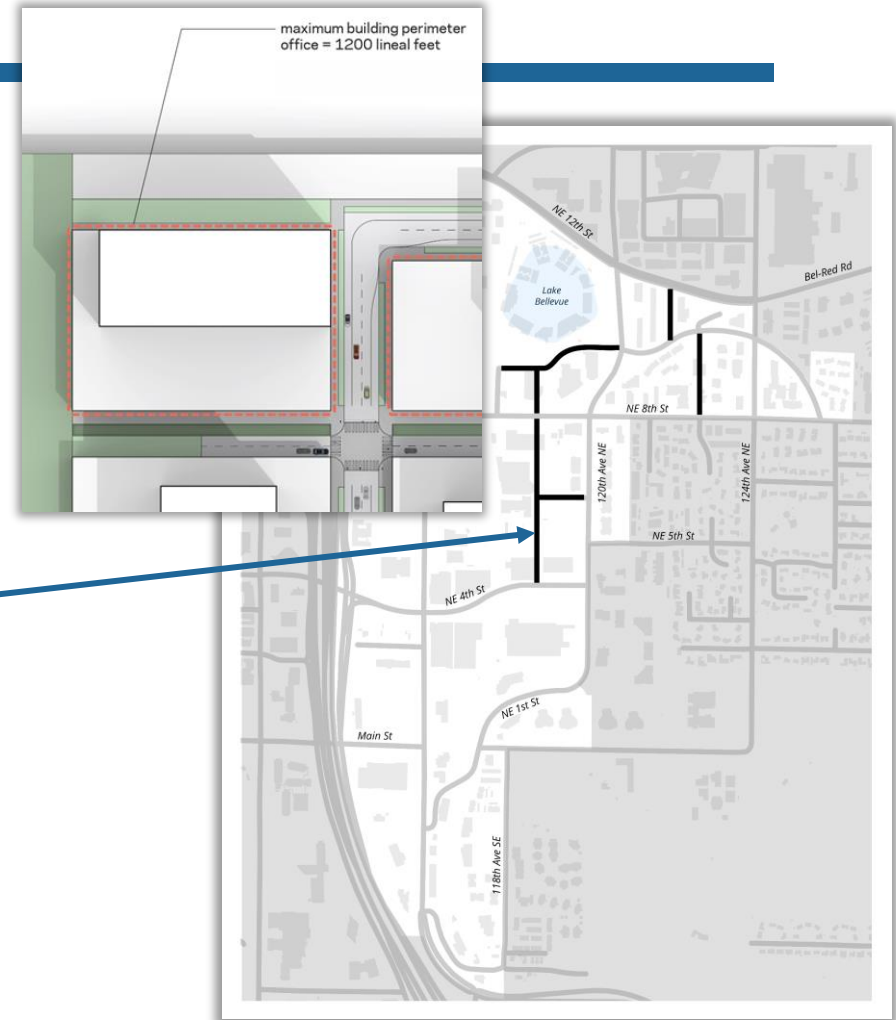 maximum building perimeter
office = 1200 lineal feet
NE 12th St
Bel-Red Rd
Lake
Bellevue
NE 8th St
120th Ave NE
124th Ave NE
NE 5th St
NE 4th St
NE 1st St
Main St
118th Ave SE